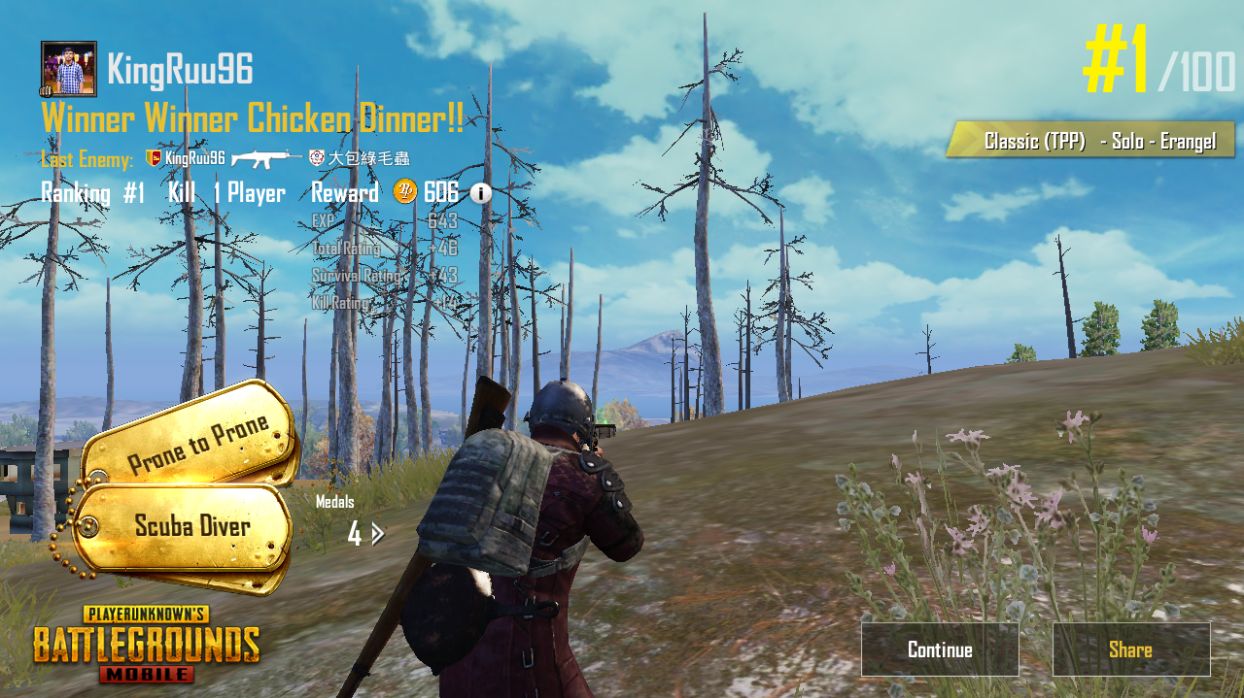 KingRuu96
#1/100
Winner Winner Chicken Dinner!!
Classic (TPP) - Solo - Erangel
Last Enemy: KingRuu96 大包綠毛蟲
Ranking #1 Kill 1 Player Reward 606
EXP 643
Total Rating +46
Survival Rating +43
Kill Rating
Prone to Prone
Scuba Diver
Medals
4
PLAYERUNKNOWN'S
BATTLEGROUNDS
MOBILE
Continue
Share